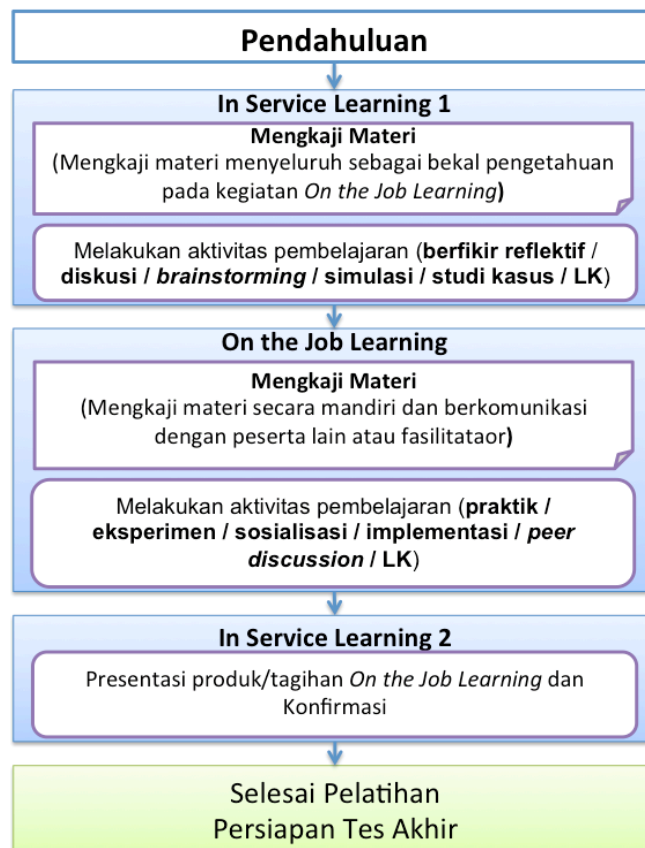 Pendahuluan
In Service Learning 1
Mengkaji Materi
(Mengkaji materi menyeluruh sebagai bekal pengetahuan
pada kegiatan On the Job Learning)
Melakukan aktivitas pembelajaran (berfikir reflektif /
diskusi / brainstorming / simulasi / studi kasus / LK)
On the Job Learning
Mengkaji Materi
(Mengkaji materi secara mandiri dan berkomunikasi
dengan peserta lain atau fasilitataor)
Melakukan aktivitas pembelajaran (praktik /
eksperimen / sosialisasi / implementasi / peer
discussion / LK)
In Service Learning 2
Presentasi produk/tagihan On the Job Learning dan
Konfirmasi
Selesai Pelatihan
Persiapan Tes Akhir